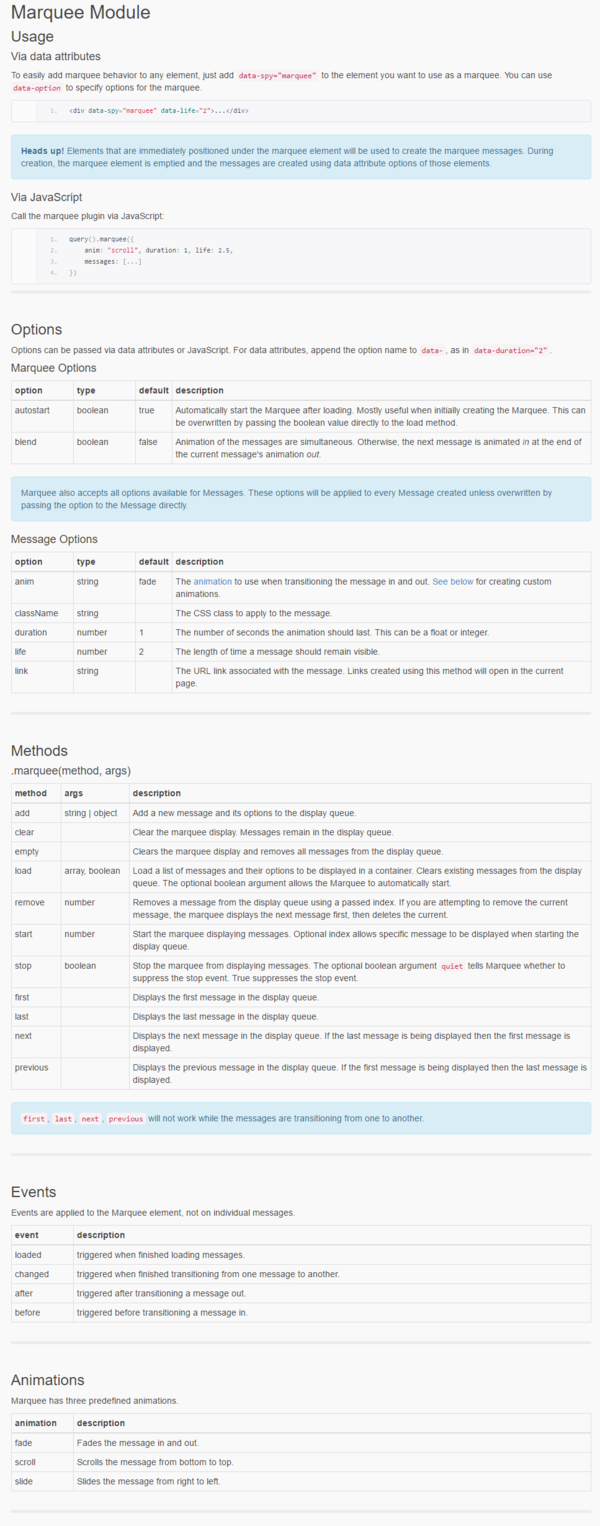 Marquee Module
Usage
Via data attributes
To easily add marquee behavior to any element, just add data-spy="marquee" to the element you want to use as a marquee. You can use
data-option to specify options for the marquee.
1. <div data-spy="marquee" data-life="2">...</div>
Heads up! Elements that are immediately positioned under the marquee element will be used to create the marquee messages. During
creation, the marquee element is emptied and the messages are created using data attribute options of those elements.
Via JavaScript
Call the marquee plugin via JavaScript:
1. query().marquee({
2. anim: "scroll", duration: 1, life: 2.5,
3. messages: [...]
4. })
Options
Options can be passed via data attributes or JavaScript. For data attributes, append the option name to data-, as in data-duration="2".
Marquee Options
option type default description
autostart boolean true Automatically start the Marquee after loading. Mostly useful when initially creating the Marquee. This can
be overwritten by passing the boolean value directly to the load method.
blend boolean false Animation of the messages are simultaneous. Otherwise, the next message is animated in at the end of
the current message's animation out.
Marquee also accepts all options available for Messages. These options will be applied to every Message created unless overwritten by
passing the option to the Message directly.
Message Options
option type default description
anim string fade The animation to use when transitioning the message in and out. See below for creating custom
animations.
className string The CSS class to apply to the message.
duration number 1 The number of seconds the animation should last. This can be a float or integer.
life number 2 The length of time a message should remain visible.
link string The URL link associated with the message. Links created using this method will open in the current
page.
Methods
.marquee(method, args)
method args description
add string | object Add a new message and its options to the display queue.
clear Clear the marquee display. Messages remain in the display queue.
empty Clears the marquee display and removes all messages from the display queue.
load array, boolean Load a list of messages and their options to be displayed in a container. Clears existing messages from the display
queue. The optional boolean argument allows the Marquee to automatically start.
remove number Removes a message from the display queue using a passed index. If you are attempting to remove the current
message, the marquee displays the next message first, then deletes the current.
start number Start the marquee displaying messages. Optional index allows specific message to be displayed when starting the
display queue.
stop boolean Stop the marquee from displaying messages. The optional boolean argument quiet tells Marquee whether to
suppress the stop event. True suppresses the stop event.
first Displays the first message in the display queue.
last Displays the last message in the display queue.
next Displays the next message in the display queue. If the last message is being displayed then the first message is
displayed.
previous Displays the previous message in the display queue. If the first message is being displayed then the last message is
displayed.
first, last, next, previous will not work while the messages are transitioning from one to another.
Events
Events are applied to the Marquee element, not on individual messages.
event description
loaded triggered when finished loading messages.
changed triggered when finished transitioning from one message to another.
after triggered after transitioning a message out.
before triggered before transitioning a message in.
Animations
Marquee has three predefined animations.
animation description
fade Fades the message in and out.
scroll Scrolls the message from bottom to top.
slide Slides the message from right to left.